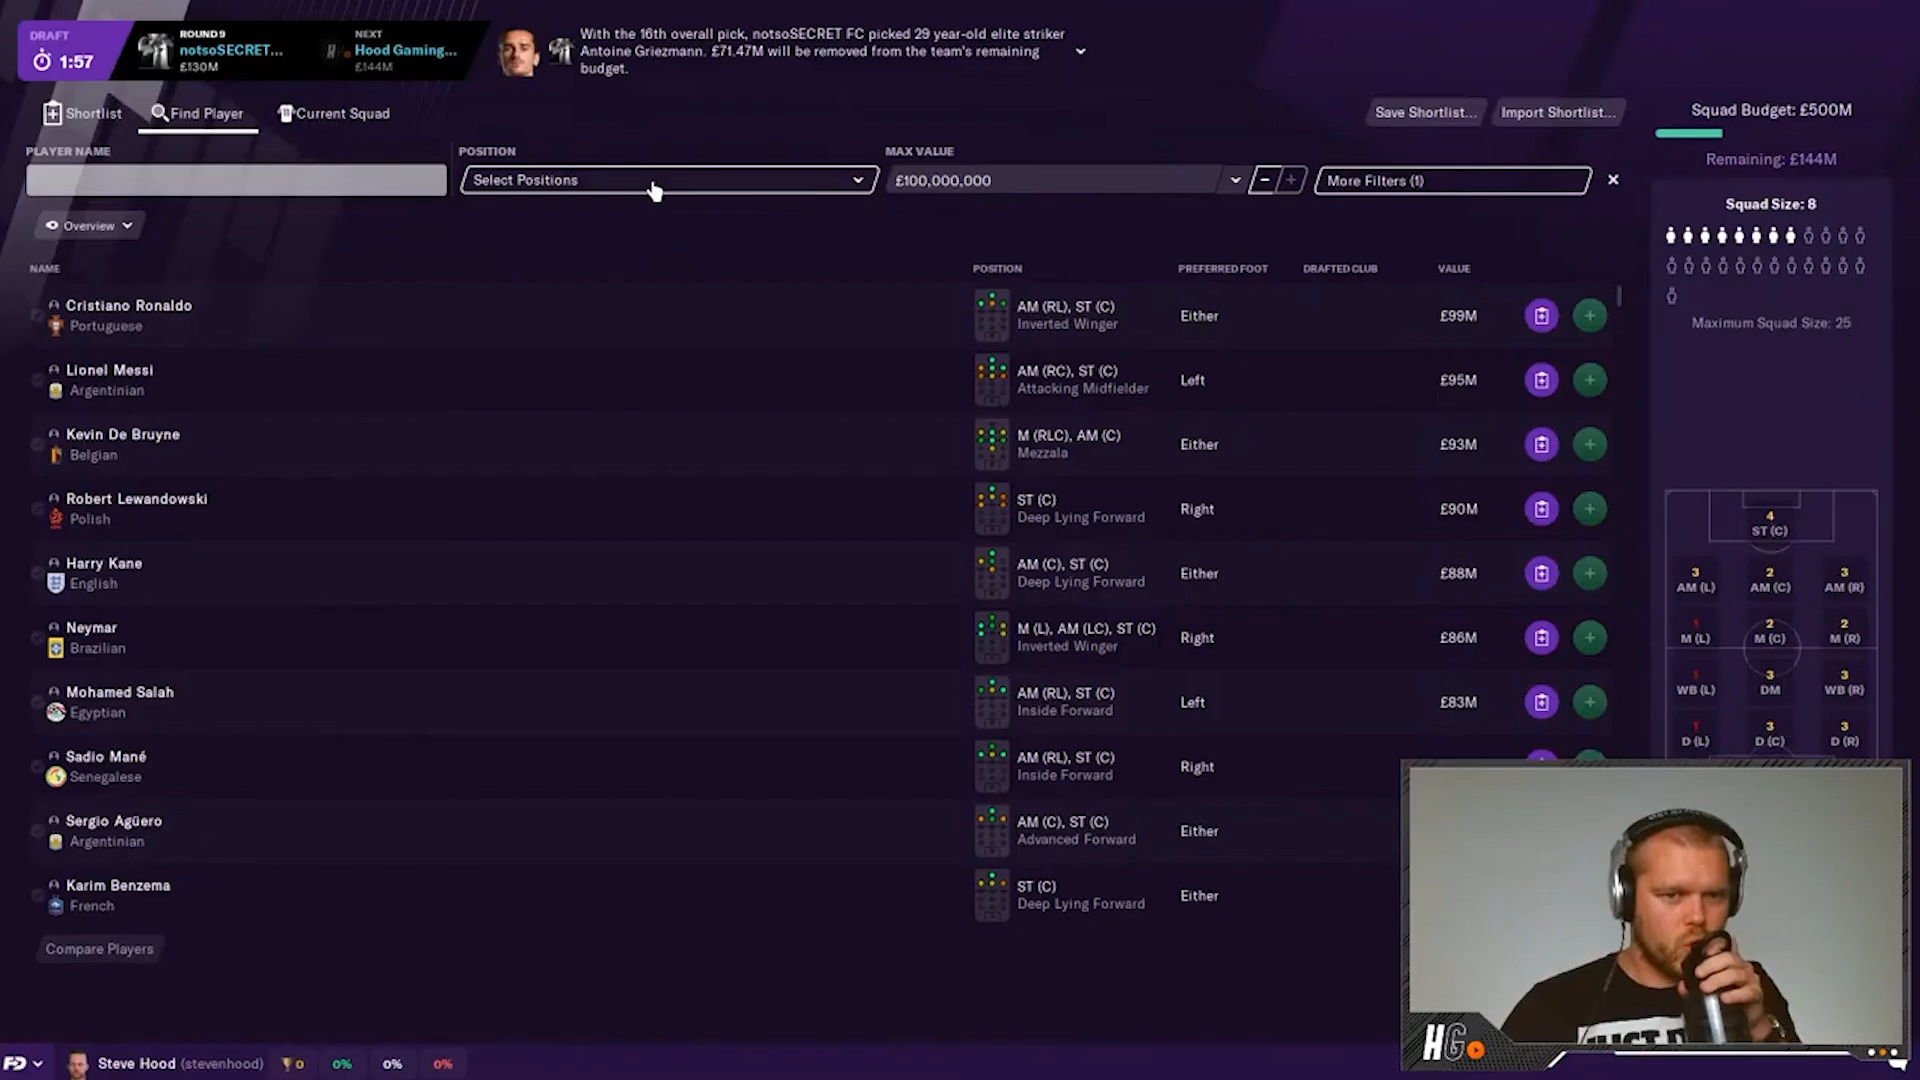 DRAFT
1:57
ROUND 9
notsoSECRET...
£130M
NEXT
Hood Gaming...
£144M
With the 16th overall pick, notsoSECRET FC picked 29 year-old elite striker
Antoine Griezmann. £71.47M will be removed from the team's remaining
budget.
Shortlist
Find Player
Current Squad
Save Shortlist...
Import Shortlist...
Squad Budget: £500M
Remaining: £144M
PLAYER NAME
POSITION
MAX VALUE
Select Positions
£100,000,000
More Filters (1)
Squad Size: 8
Maximum Squad Size: 25
Overview
NAME
POSITION
PREFERRED FOOT
DRAFTED CLUB
VALUE
Cristiano Ronaldo
Portuguese
AM (RL), ST (C)
Inverted Winger
Either
£99M
Lionel Messi
Argentinian
AM (RC), ST (C)
Attacking Midfielder
Left
£95M
Kevin De Bruyne
Belgian
M (RLC), AM (C)
Mezzala
Either
£93M
Robert Lewandowski
Polish
ST (C)
Deep Lying Forward
Right
£90M
Harry Kane
English
AM (C), ST (C)
Deep Lying Forward
Either
£88M
Neymar
Brazilian
M (L), AM (LC), ST (C)
Inverted Winger
Right
£86M
Mohamed Salah
Egyptian
AM (RL), ST (C)
Inside Forward
Left
£83M
Sadio Mané
Senegalese
AM (RL), ST (C)
Inside Forward
Right
Sergio Agüero
Argentinian
AM (C), ST (C)
Advanced Forward
Either
Karim Benzema
French
ST (C)
Deep Lying Forward
Either
4
ST (C)
3 2 3
AM (L) AM (C) AM (R)
1 2 2
M (L) M (C) M (R)
1 3 3
WB (L) DM WB (R)
1 3 3
D (L) D (C) D (R)
Compare Players
HG
FD
Steve Hood (stevenhood)
0
0%
0%
0%